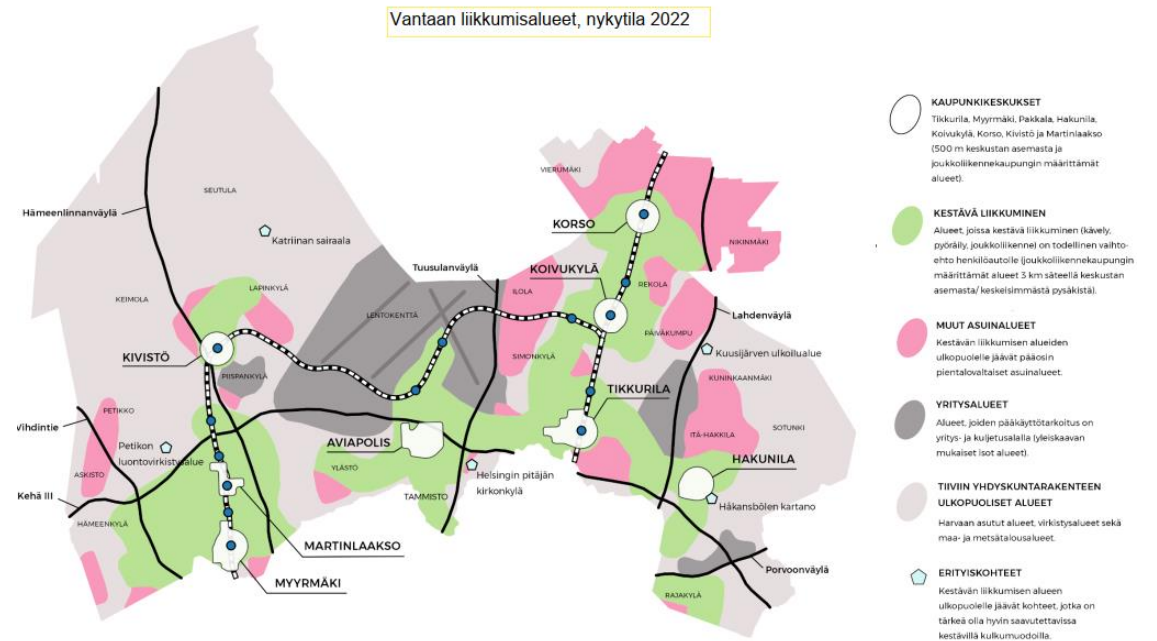 Vantaan liikkumisalueet, nykytila 2022
VIERUMÄKI
SEUTULA
Hämeenlinnanväylä
KORSO
Katriinan sairaala
NIKINMÄKI
Tuusulanväylä
KOIVUKYLÄ
LAPINKYLÄ
ILOLA
REKOLA
KEIMOLA
LENTOKENTTÄ
Lahdenväylä
PÄIVÄKUMPU
KIVISTÖ
SIMONKYLÄ
Kuusijärven ulkoilualue
PIISPANKYLÄ
KUNINKAANMÄKI
TIKKURILA
PETIKKO
Vihdintie
SOTUNKI
ITÄ-HAKKILA
AVIAPOLIS
Petikon
luontovirkistysalue
HAKUNILA
YLÄSTÖ
ASKISTO
Helsingin pitäjän
kirkonkylä
Kehä III
TAMMISTO
Håkansbölen kartano
HÄMEENKYLÄ
MARTINLAAKSO
Porvoonväylä
MYYRMÄKI
RAJAKYLÄ
KAUPUNKIKESKUKSET
Tikkurila, Myyrmäki, Pakkala, Hakunila,
Koivukylä, Korso, Kivistö ja Martinlaakso
(500 m keskustan asemasta ja
joukkoliikennekaupungin määrittämät
alueet).
KESTÄVÄ LIIKKUMINEN
Alueet, joissa kestävä liikkuminen (kävely,
pyöräily, joukkoliikenne) on todellinen vaihto-
ehto henkilöautolle (joukkoliikennekaupungin
määrittämät alueet 3 km säteellä keskustan
asemasta/ keskeisimmästä pysäkistä).
MUUT ASUINALUEET
Kestävän liikkumisen alueiden
ulkopuolelle jäävät pääosin
pientalovaltaiset asuinalueet.
YRITYSALUEET
Alueet, joiden pääkäyttötarkoitus on
yritys- ja kuljetusalalla (yleiskaavan
mukaiset isot alueet).
TIIVIIN YHDYSKUNTARAKENTEEN
ULKOPUOLISET ALUEET
Harvaan asutut alueet, virkistysalueet sekä
maa- ja metsätalousalueet.
ERITYISKOHTEET
Kestävän liikkumisen alueen
ulkopuolelle jäävät kohteet, jotka on
tärkeä olla hyvin saavutettavissa
kestävillä kulkumuodoilla.